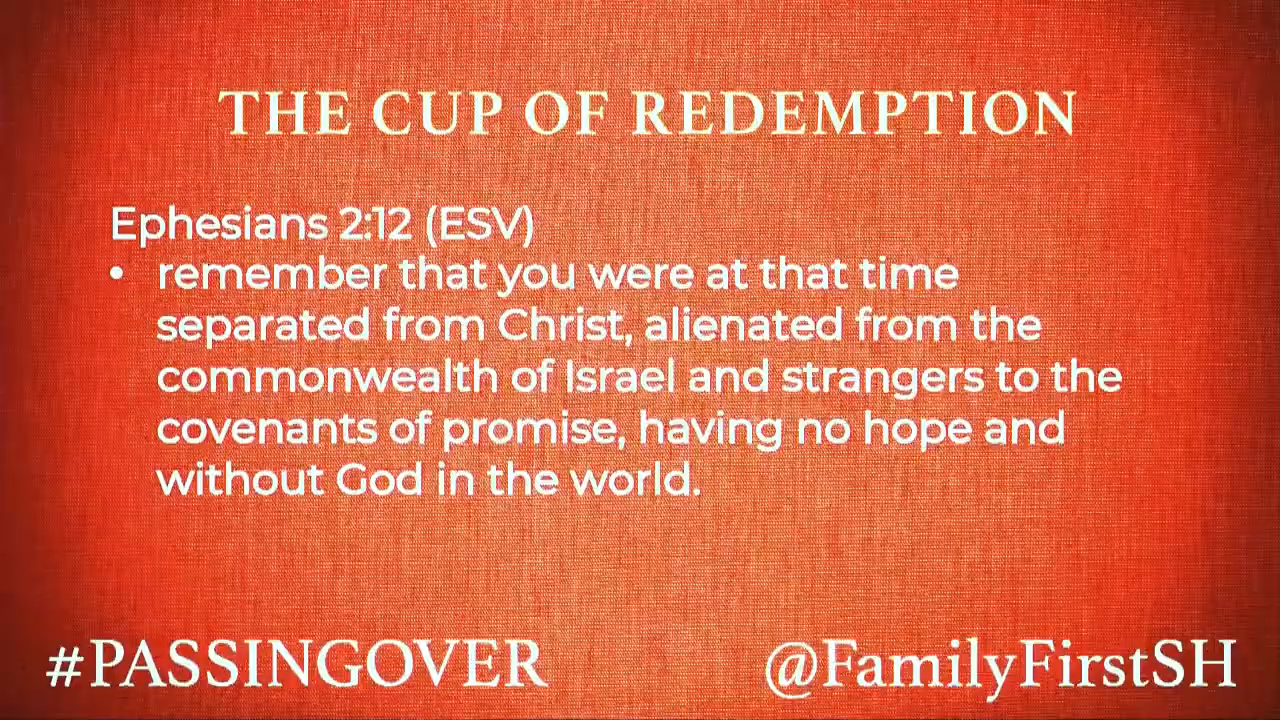 THE CUP OF REDEMPTION
Ephesians 2:12 (ESV)
• remember that you were at that time
separated from Christ, alienated from the
commonwealth of Israel and strangers to the
covenants of promise, having no hope and
without God in the world.
#PASSINGOVER
@FamilyFirstSH